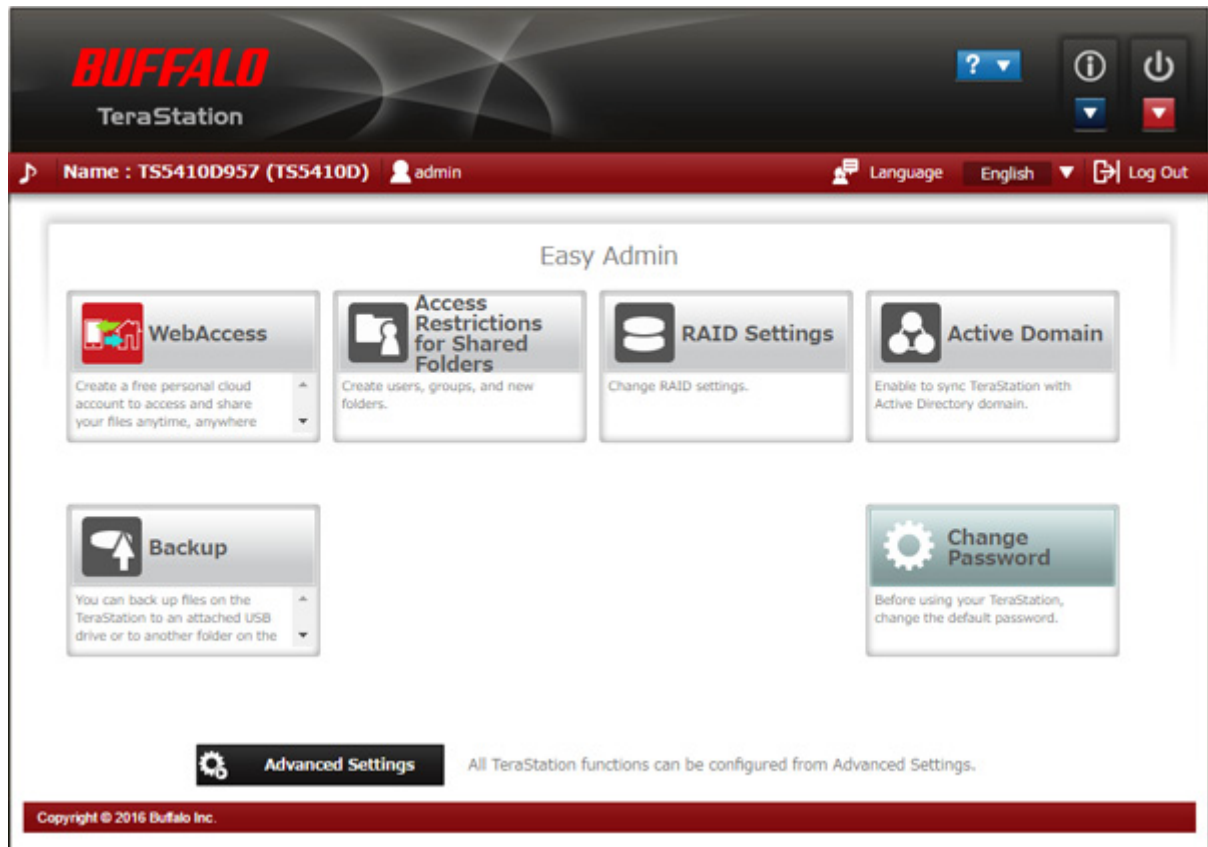 BUFFALO
TeraStation
?
Name : TS5410D957 (TS5410D) admin Language English Log Out
Easy Admin
WebAccess
Create a free personal cloud
account to access and share
your files anytime, anywhere
Access
Restrictions
for Shared
Folders
Create users, groups, and new
folders.
RAID Settings
Change RAID settings.
Active Domain
Enable to sync TeraStation with
Active Directory domain.
Backup
You can back up files on the
TeraStation to an attached USB
drive or to another folder on the
Change
Password
Before using your TeraStation,
change the default password.
Advanced Settings All TeraStation functions can be configured from Advanced Settings.
Copyright © 2016 Buffalo Inc.